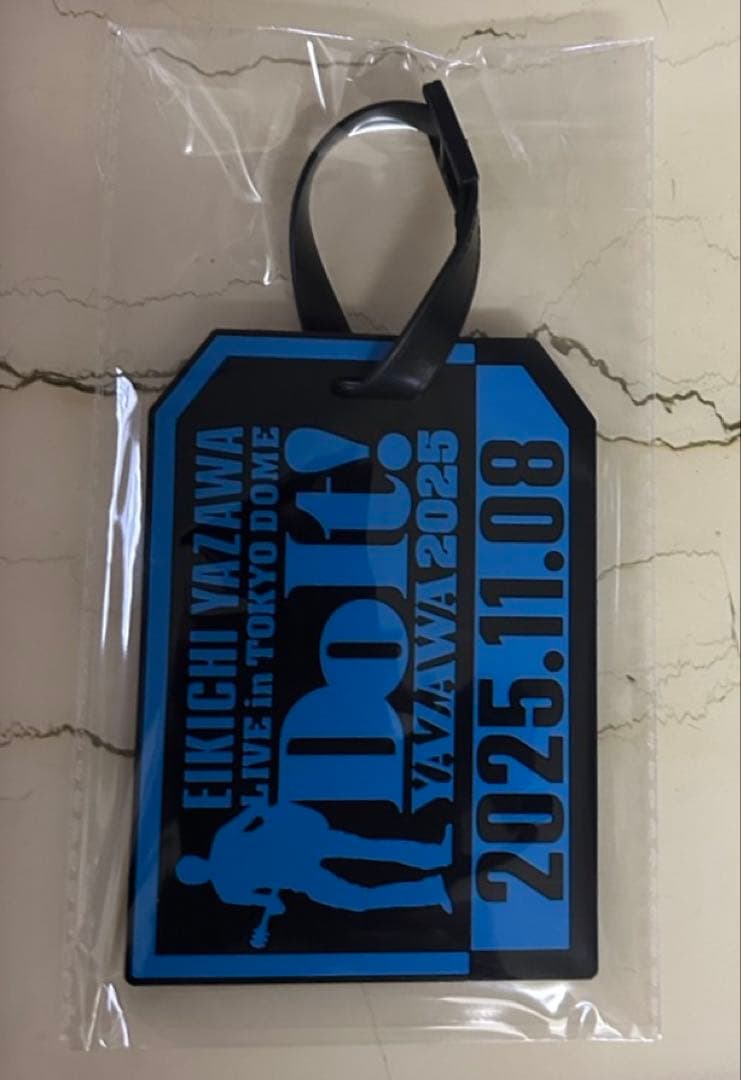 EIKICHI YAZAWA
LIVE in TOKYO DOME
Do It!
YAZAWA 2025
2025.11.08